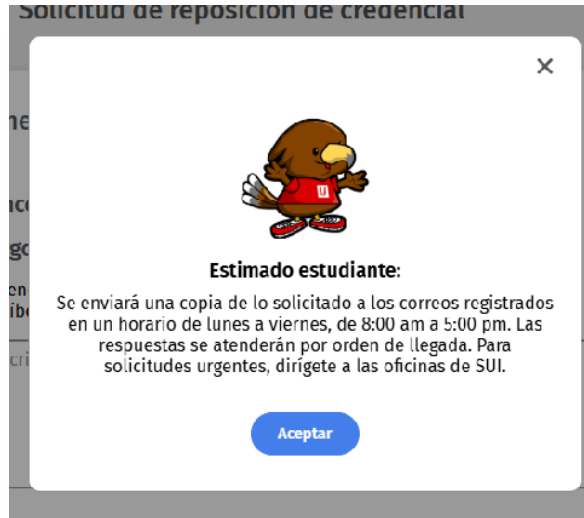 Solicitud de reposición de credencial
Estimado estudiante:
Se enviará una copia de lo solicitado a los correos registrados
en un horario de lunes a viernes, de 8:00 am a 5:00 pm. Las
respuestas se atenderán por orden de llegada. Para
solicitudes urgentes, dirígete a las oficinas de SUI.
Aceptar